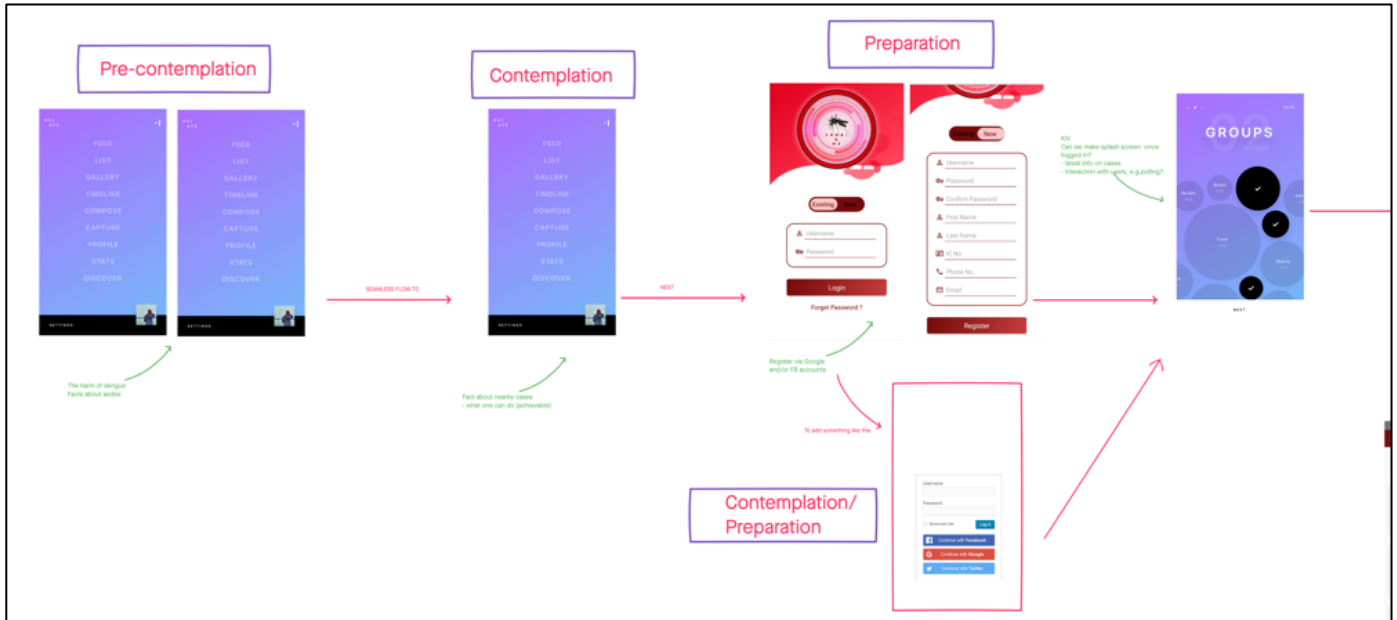 Pre-contemplation
FEED
LIST
GALLERY
TIMELINE
COMPOSE
CAPTURE
PROFILE
STATS
DISCOVER
SETTINGS
FEED
LIST
GALLERY
TIMELINE
COMPOSE
CAPTURE
PROFILE
STATS
DISCOVER
SETTINGS
The harm of dengue
Facts about aedes
SEAMLESS FLOW TO
Contemplation
FEED
LIST
GALLERY
TIMELINE
COMPOSE
CAPTURE
PROFILE
STATS
DISCOVER
SETTINGS
Fact about nearby cases
- what one can do (achievable)
NEXT
Preparation
Existing New
Username
Password
Login
Forget Password ?
Existing New
Username
Password
Confirm Password
First Name
Last Name
IC No
Phone No
Email
Register
Register via Google
and/or FB accounts
To add something like this
Contemplation/
Preparation
Username
Password
Remember Me
Log In
Continue with Facebook
Continue with Google
Continue with Twitter
KIV
Can we make splash screen once
logged in?
- latest info on cases
- interaction with users, e.g.polling?.
02
GROUPS
NEXT